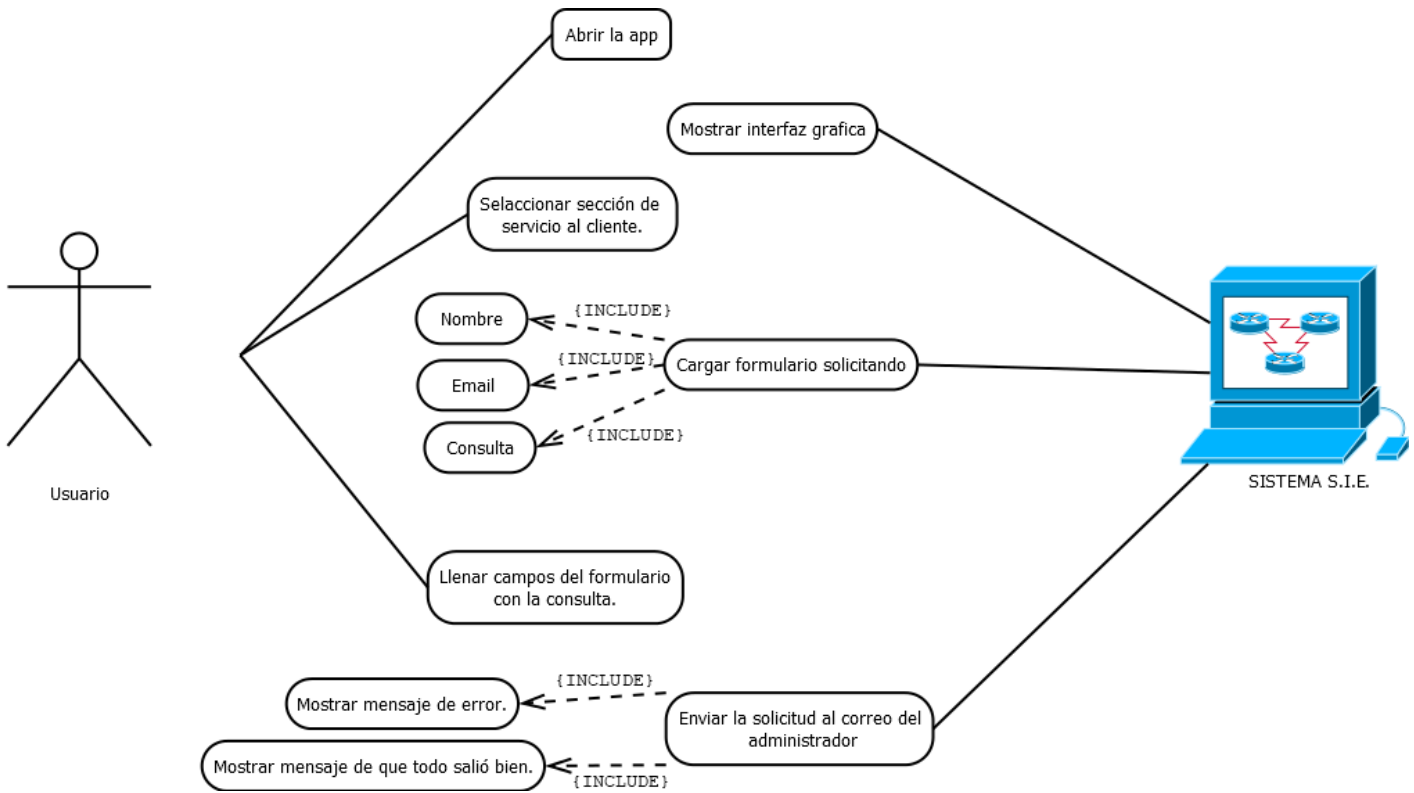 Abrir la app
Mostrar interfaz grafica
Selaccionar sección de
servicio al cliente.
{INCLUDE}
Nombre
{INCLUDE}
Email
Cargar formulario solicitando
{INCLUDE}
Consulta
SISTEMA S.I.E.
Usuario
Llenar campos del formulario
con la consulta.
{INCLUDE}
Mostrar mensaje de error.
Enviar la solicitud al correo del
administrador
Mostrar mensaje de que todo salió bien.
{INCLUDE}